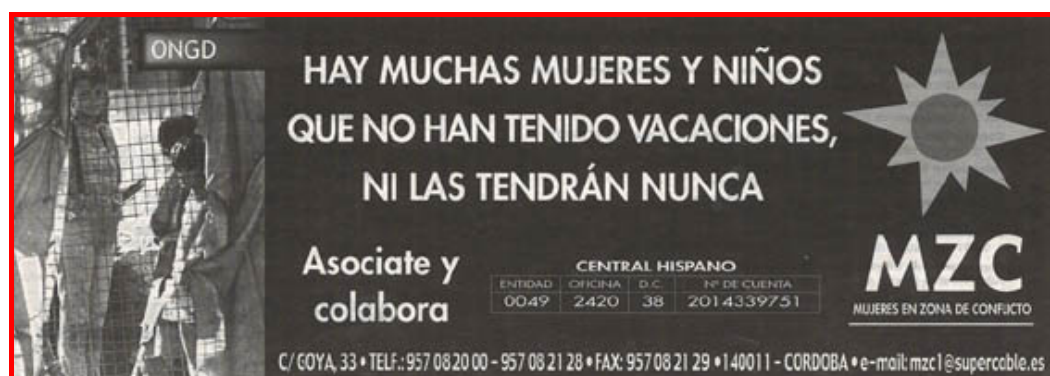 ONGD
HAY MUCHAS MUJERES Y NIÑOS
QUE NO HAN TENIDO VACACIONES,
NI LAS TENDRÁN NUNCA
Asociate y
colabora
CENTRAL HISPANO
ENTIDAD OFICINA D.C. Nº DE CUENTA
0049 2420 38 2014339751
MZC
MUJERES EN ZONA DE CONFLICTO
C/ GOYA, 33 • TELF.: 957 08 20 00 - 957 08 21 28 • FAX: 957 08 21 29 • 140011 - CORDOBA • e-mail: mzc1@supercable.es